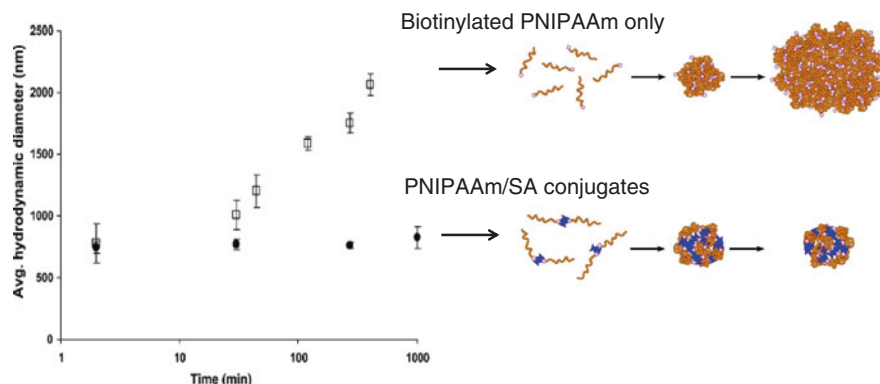 Biotinylated PNIPAAm only
PNIPAAm/SA conjugates
Avg. hydrodynamic diameter (nm)
2500
2000
1500
1000
500
0
1 10 100 1000
Time (min)